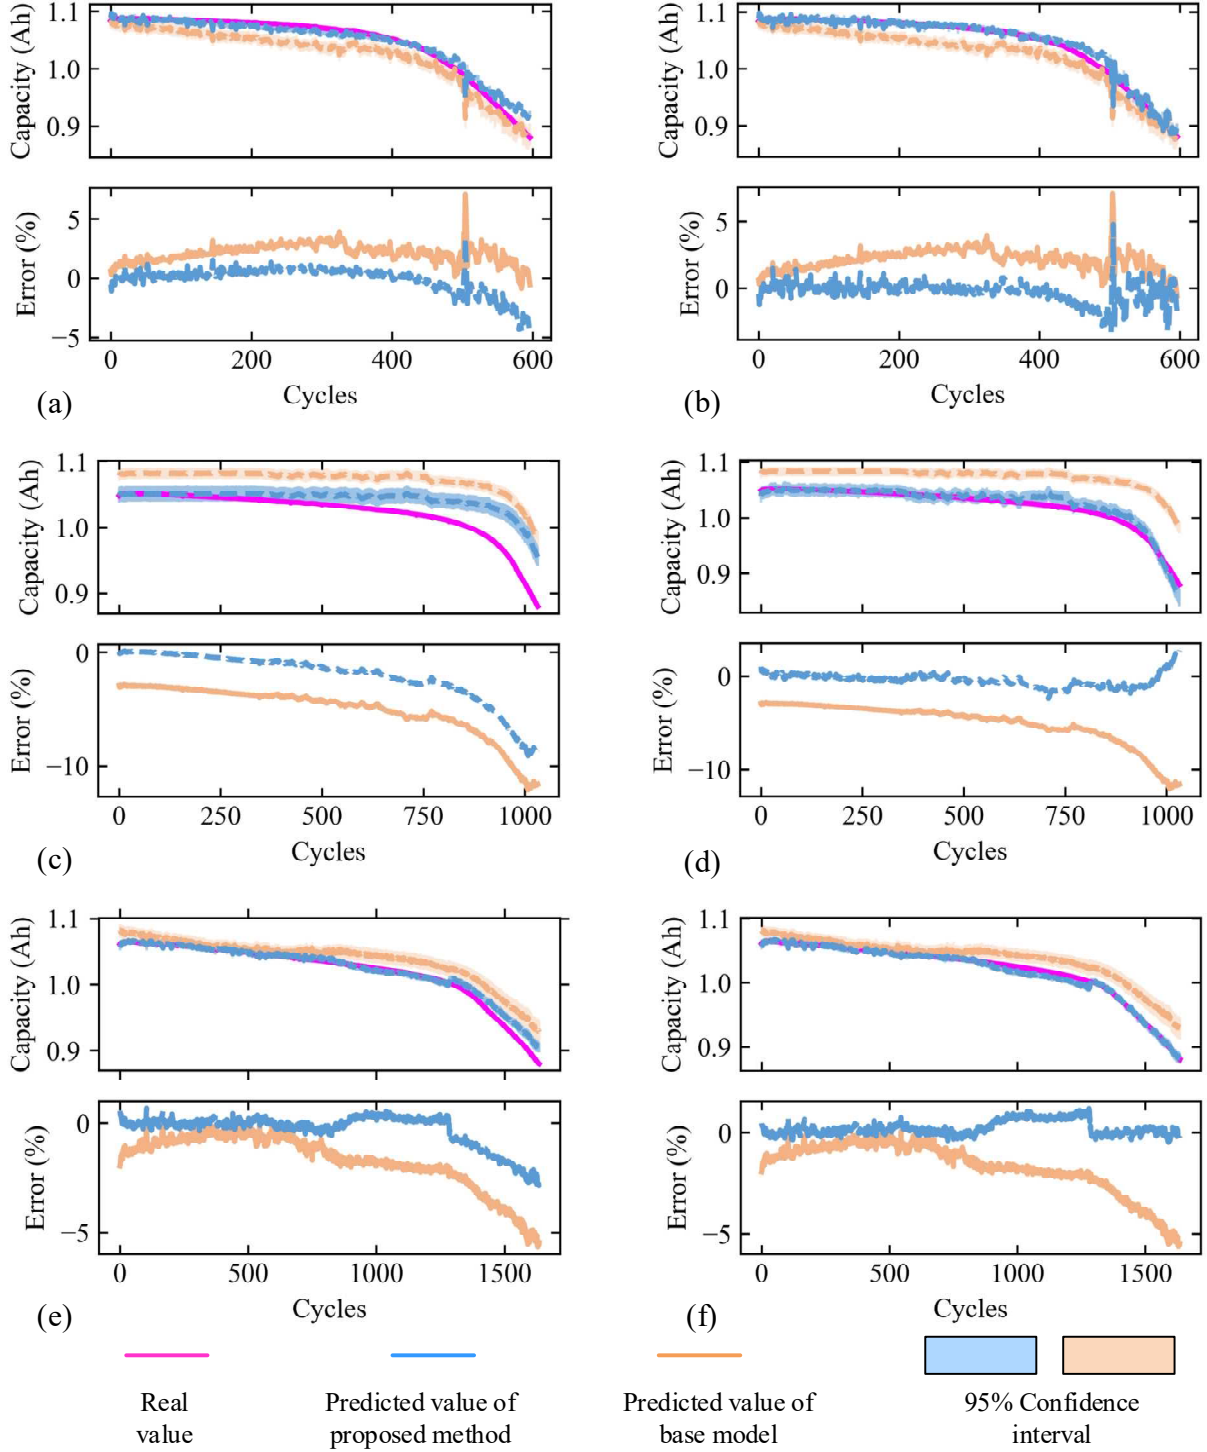 Capacity (Ah)
1.1
1.0
0.9
Error (%)
5
0
−5
0
200
400
600
Cycles
(a)
Capacity (Ah)
1.1
1.0
0.9
Error (%)
5
0
0
200
400
600
Cycles
(b)
Capacity (Ah)
1.1
1.0
0.9
Error (%)
0
−10
0
250
500
750
1000
Cycles
(c)
Capacity (Ah)
1.1
1.0
0.9
Error (%)
0
−10
0
250
500
750
1000
Cycles
(d)
Capacity (Ah)
1.1
1.0
0.9
Error (%)
0
−5
0
500
1000
1500
Cycles
(e)
Capacity (Ah)
1.1
1.0
0.9
Error (%)
0
−5
0
500
1000
1500
Cycles
(f)
Real
value
Predicted value of
proposed method
Predicted value of
base model
95% Confidence
interval